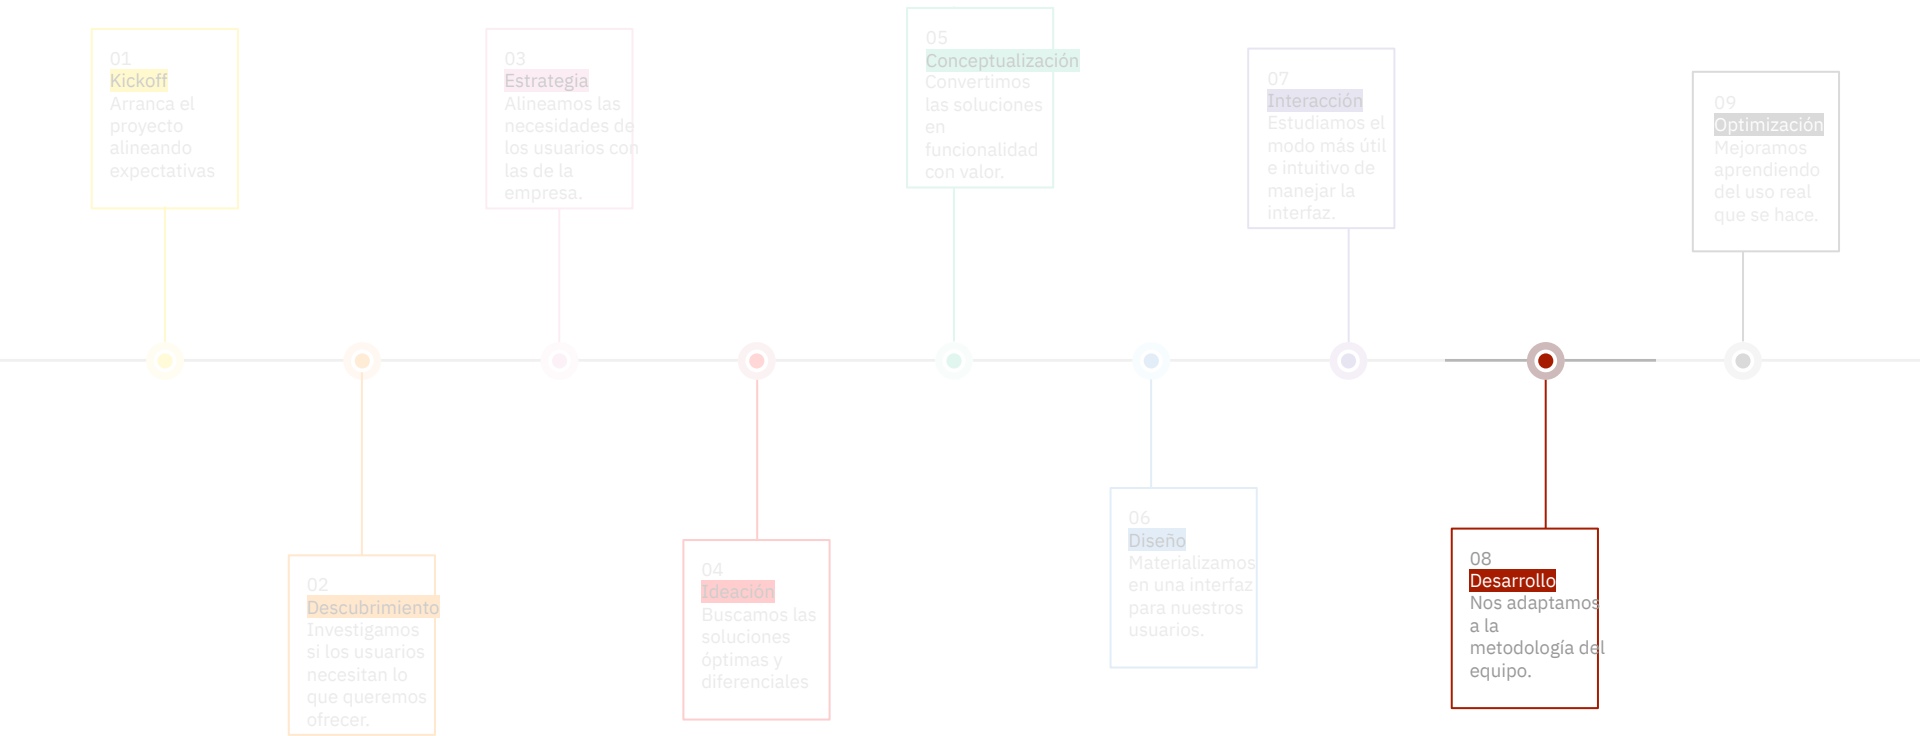 01
Kickoff
Arranca el
proyecto
alineando
expectativas
02
Descubrimiento
Investigamos
si los usuarios
necesitan lo
que queremos
ofrecer.
03
Estrategia
Alineamos las
necesidades de
los usuarios con
las de la
empresa.
04
Ideación
Buscamos las
soluciones
óptimas y
diferenciales
05
Conceptualización
Convertimos
las soluciones
en
funcionalidad
con valor.
06
Diseño
Materializamos
en una interfaz
para nuestros
usuarios.
07
Interacción
Estudiamos el
modo más útil
e intuitivo de
manejar la
interfaz.
08
Desarrollo
Nos adaptamos
a la
metodología del
equipo.
09
Optimización
Mejoramos
aprendiendo
del uso real
que se hace.